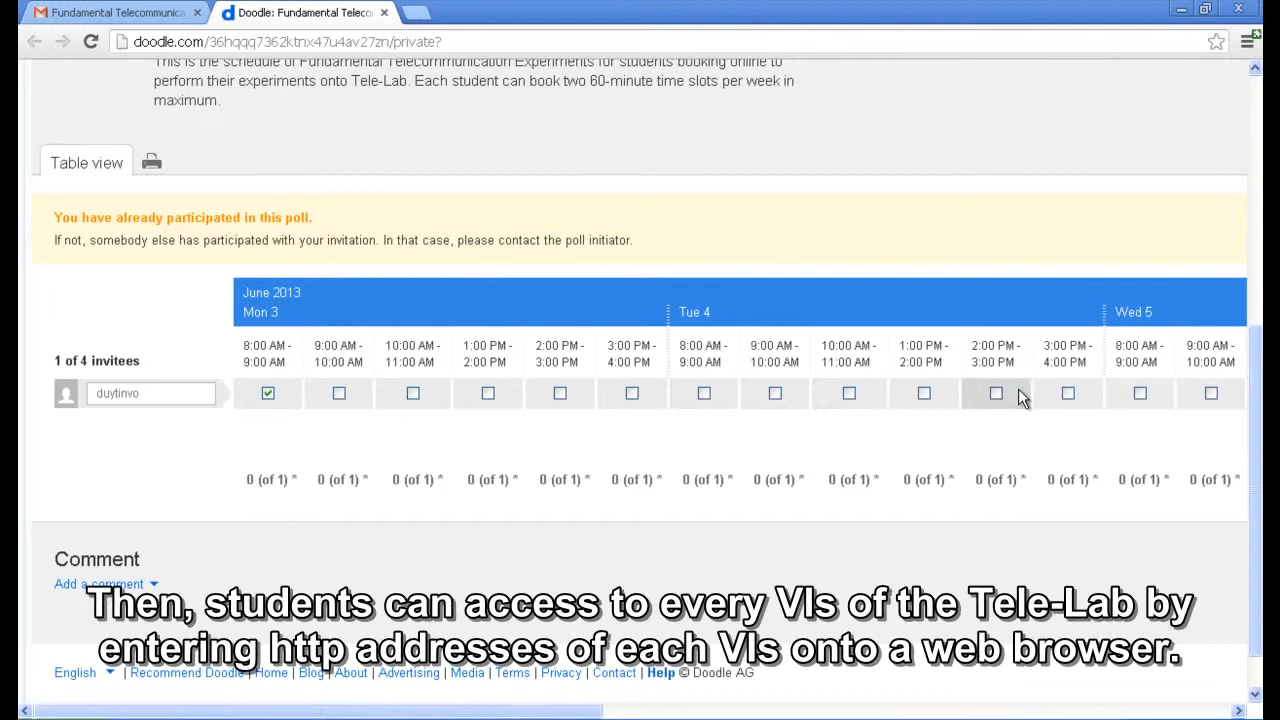 Fundamental Telecommunica
Doodle: Fundamental Teleco
doodle.com/36hqqq7362ktnx47u4av27zn/private?
This is the schedule of Fundamental Telecommunication Experiments for students booking online to
perform their experiments onto Tele-Lab. Each student can book two 60-minute time slots per week in
maximum.
Table view
You have already participated in this poll.
If not, somebody else has participated with your invitation. In that case, please contact the poll initiator.
June 2013
Mon 3 Tue 4 Wed 5
8:00 AM - 9:00 AM - 10:00 AM - 1:00 PM - 2:00 PM - 3:00 PM - 8:00 AM - 9:00 AM - 10:00 AM - 1:00 PM - 2:00 PM - 3:00 PM - 8:00 AM - 9:00 AM -
1 of 4 invitees
9:00 AM 10:00 AM 11:00 AM 2:00 PM 3:00 PM 4:00 PM 9:00 AM 10:00 AM 11:00 AM 2:00 PM 3:00 PM 4:00 PM 9:00 AM 10:00 AM
duytinvo
0 (of 1) * 0 (of 1) * 0 (of 1) * 0 (of 1) * 0 (of 1) * 0 (of 1) * 0 (of 1) * 0 (of 1) * 0 (of 1) * 0 (of 1) * 0 (of 1) * 0 (of 1) * 0 (of 1) * 0 (of 1) *
Comment
Add a comment
Then, students can access to every VIs of the Tele-Lab by
entering http addresses of each VIs onto a web browser.
English | Recommend Doodle | Home | Blog | About | Advertising | Media | Terms | Privacy | Contact | Help © Doodle AG